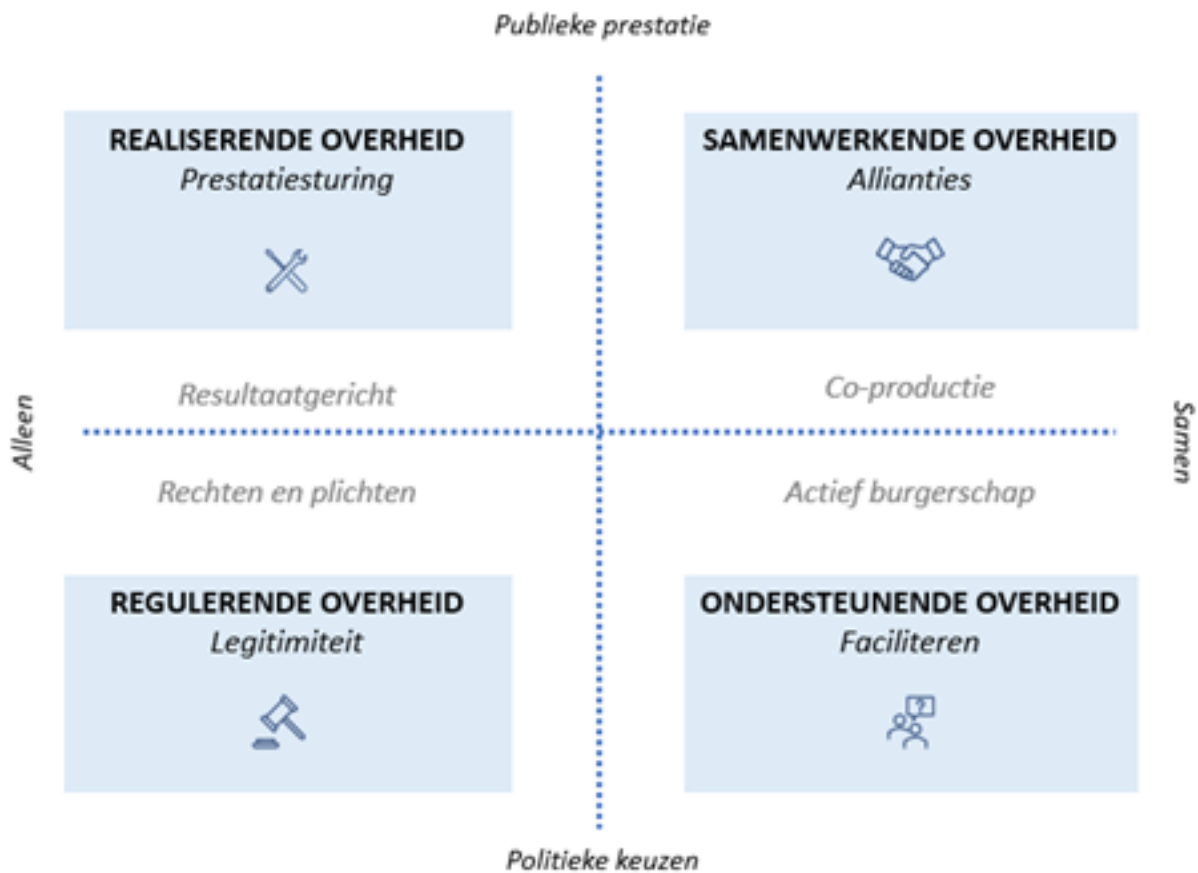 Publieke prestatie
REALISERENDE OVERHEID
Prestatiesturing
SAMENWERKENDE OVERHEID
Allianties
Resultaatgericht
Co-productie
Alleen
Samen
Rechten en plichten
Actief burgerschap
REGULERENDE OVERHEID
Legitimiteit
ONDERSTEUNENDE OVERHEID
Faciliteren
?
Politieke keuzen